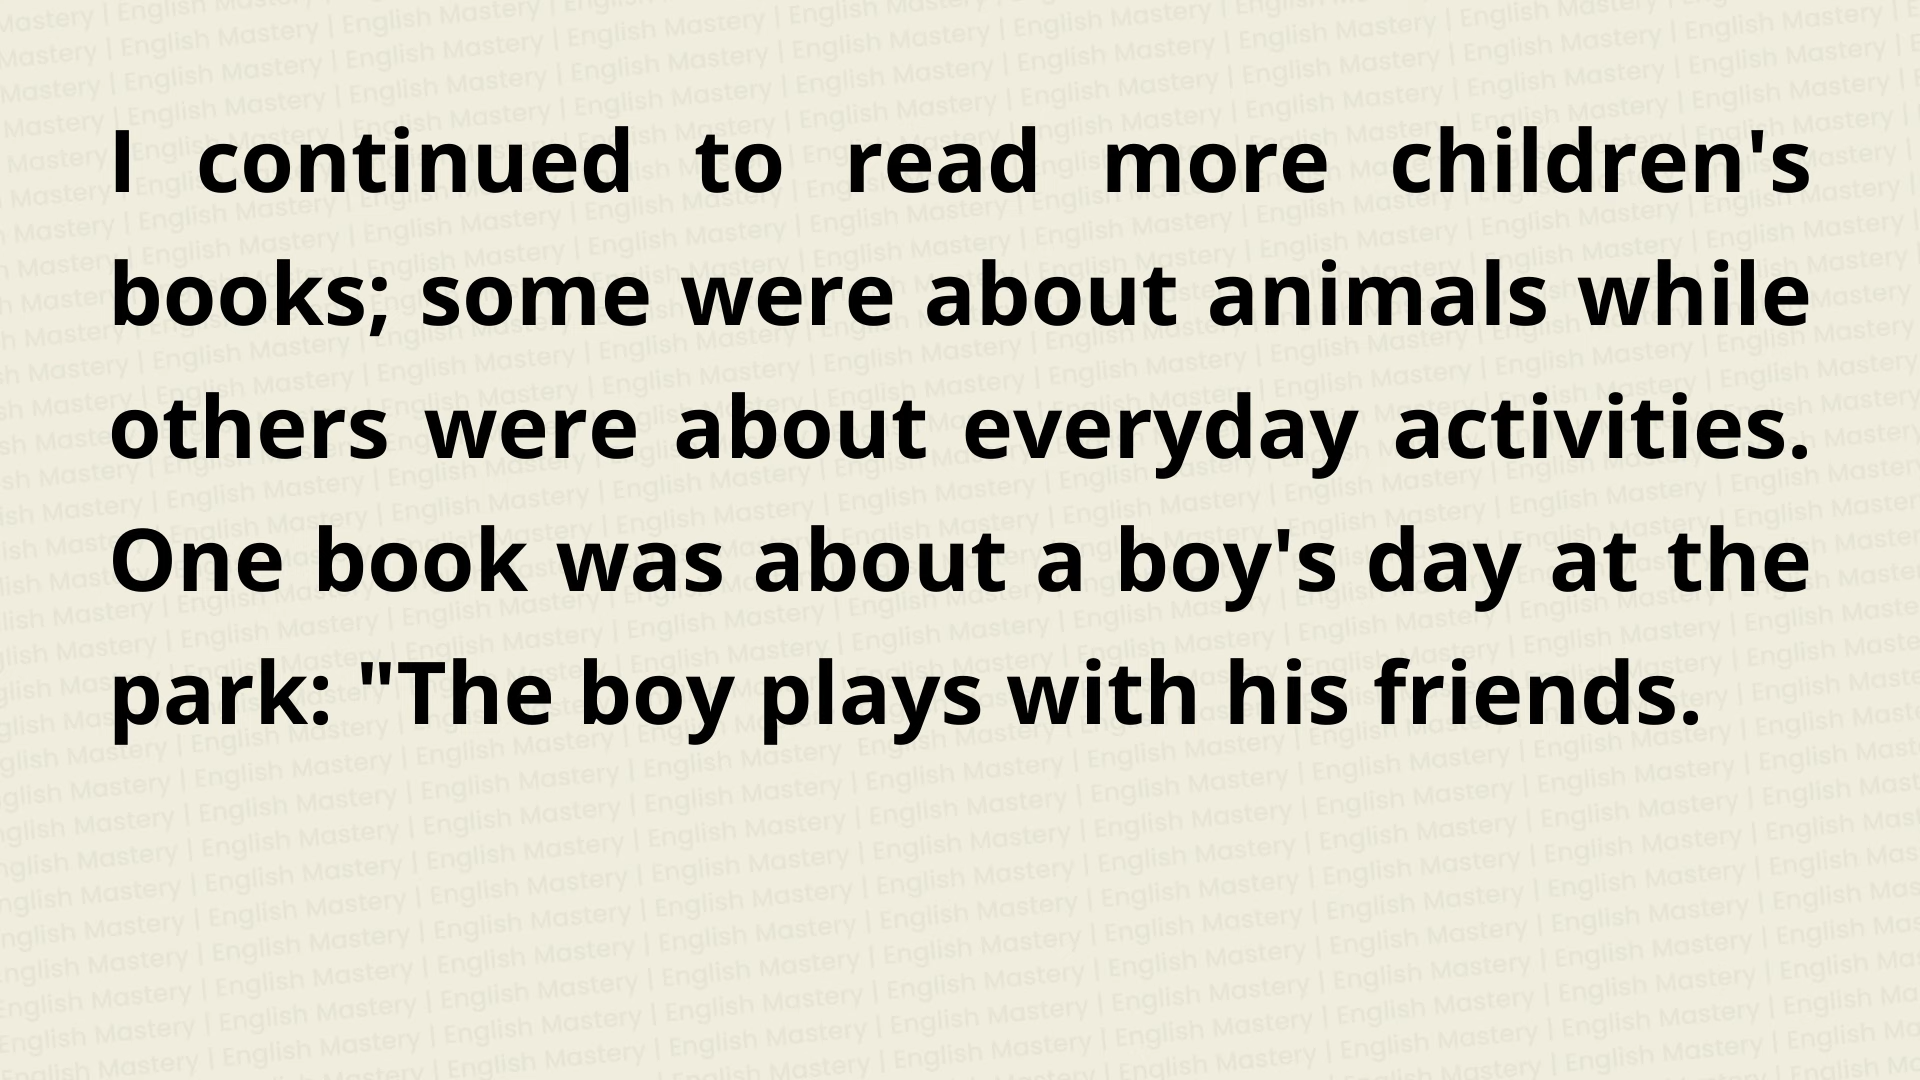 I continued to read more children's
books; some were about animals while
others were about everyday activities.
One book was about a boy's day at the
park: "The boy plays with his friends.